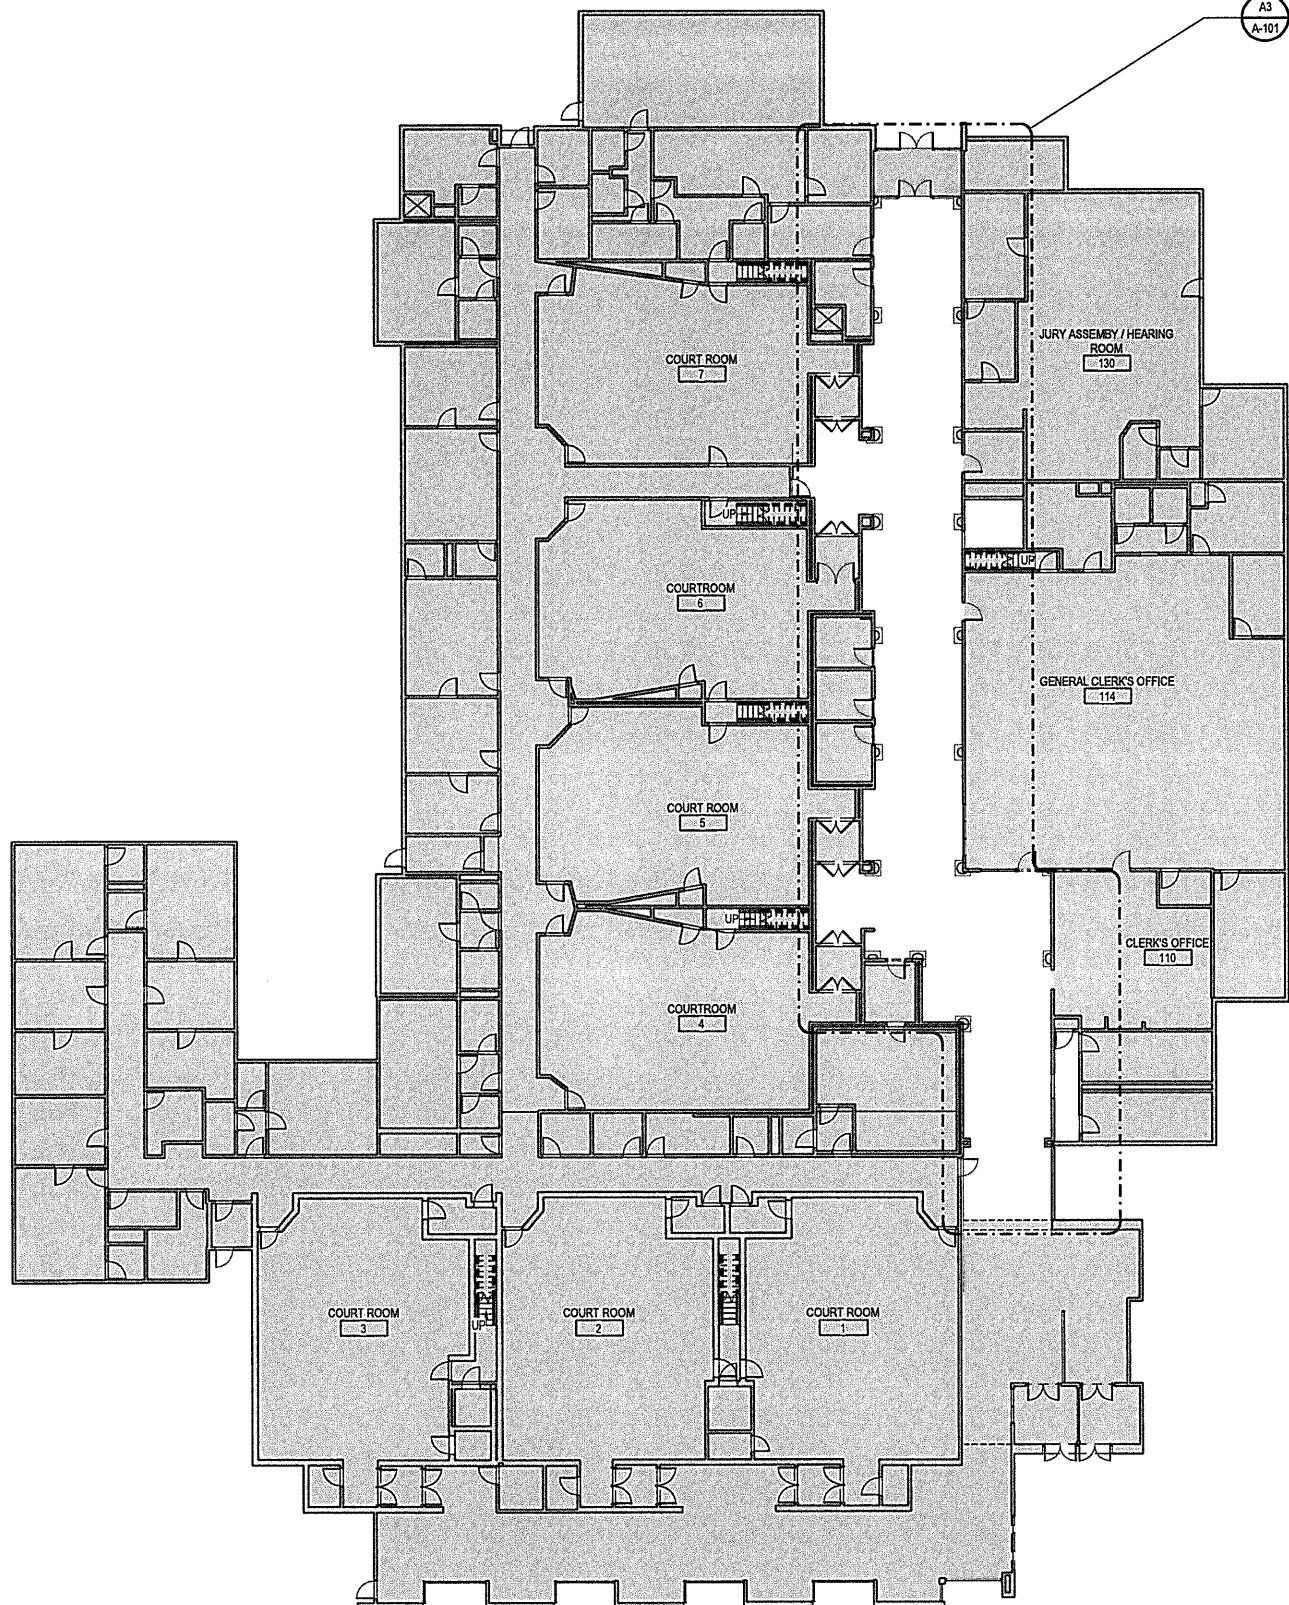 A3
A-101
COURT ROOM
7
JURY ASSEMBY / HEARING
ROOM
130
UP
UP
COURTROOM
6
GENERAL CLERK'S OFFICE
114
COURT ROOM
5
UP
CLERK'S OFFICE
110
COURTROOM
4
COURT ROOM
3
UP
COURT ROOM
2
COURT ROOM
1